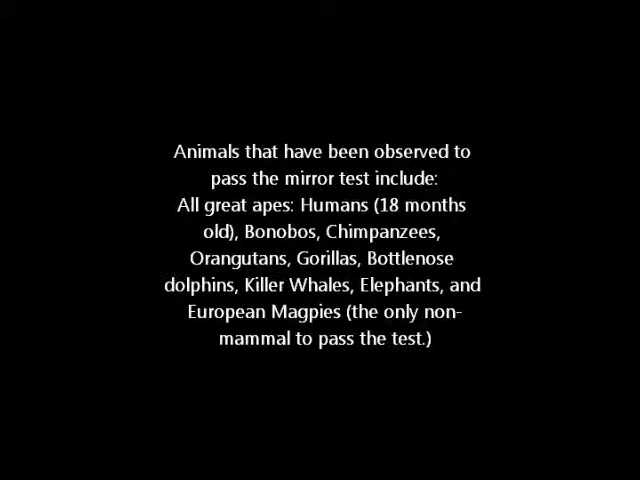 Animals that have been observed to
pass the mirror test include:
All great apes: Humans (18 months
old), Bonobos, Chimpanzees,
Orangutans, Gorillas, Bottlenose
dolphins, Killer Whales, Elephants, and
European Magpies (the only non-
mammal to pass the test.)